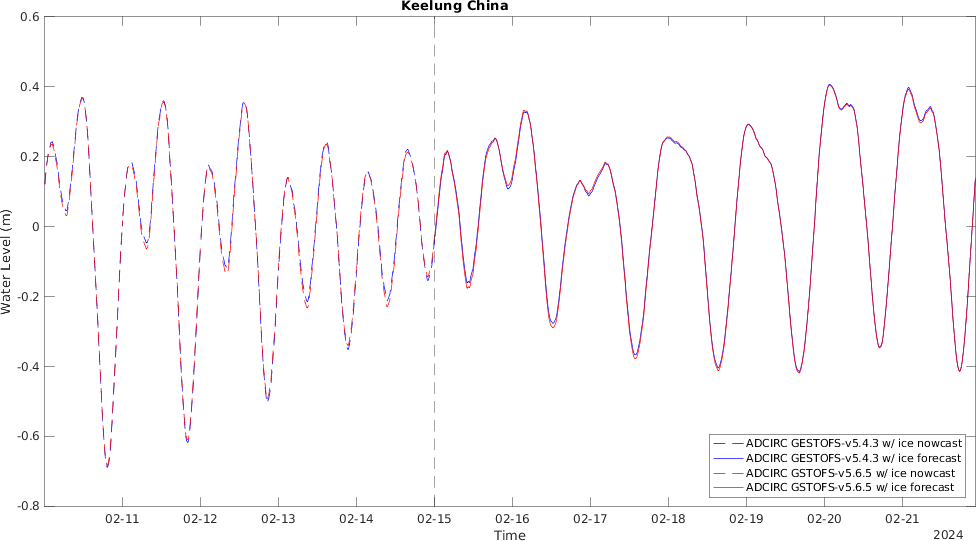 Keelung China
0.6
0.4
0.2
0
-0.2
-0.4
-0.6
-0.8
Water Level (m)
02-11
02-12
02-13
02-14
02-15
02-16
02-17
02-18
02-19
02-20
02-21
Time
2024
ADCIRC GESTOFS-v5.4.3 w/ ice nowcast
ADCIRC GESTOFS-v5.4.3 w/ ice forecast
ADCIRC GSTOFS-v5.6.5 w/ ice nowcast
ADCIRC GSTOFS-v5.6.5 w/ ice forecast